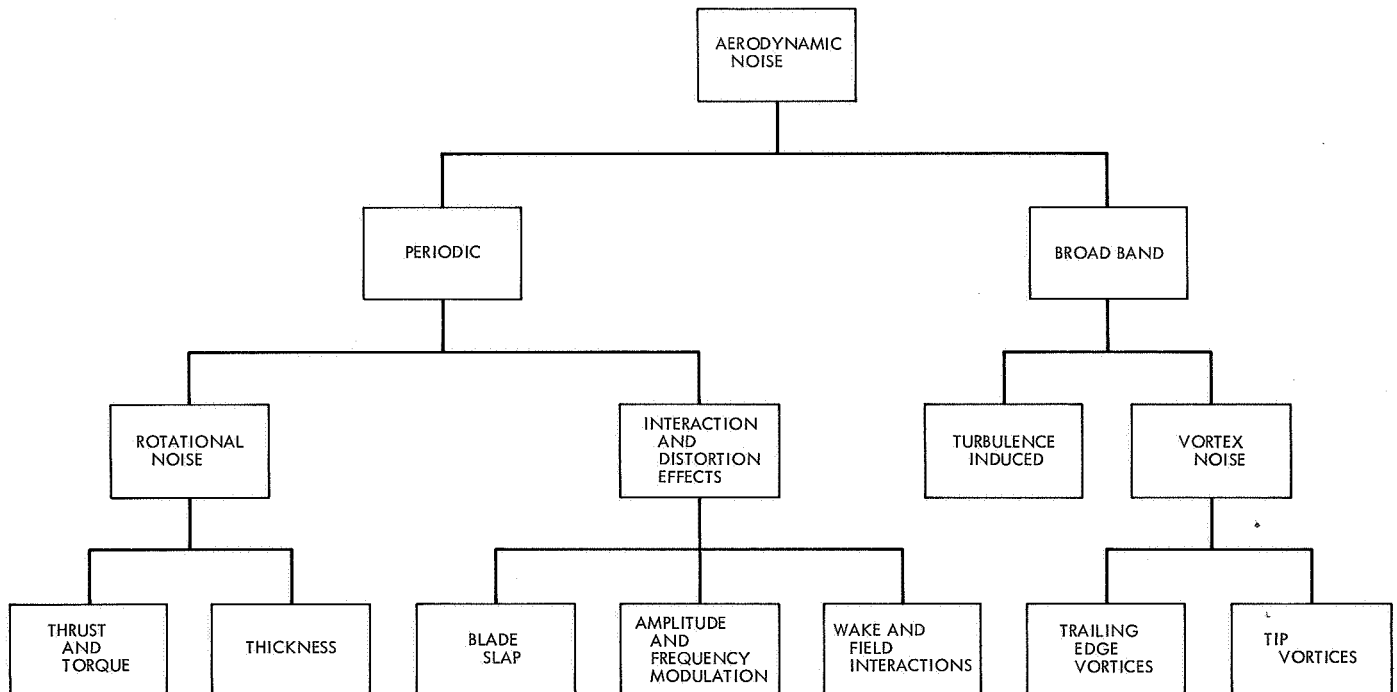 AERODYNAMIC
NOISE
PERIODIC
BROAD BAND
ROTATIONAL
NOISE
INTERACTION
AND
DISTORTION
EFFECTS
TURBULENCE
INDUCED
VORTEX
NOISE
THRUST
AND
TORQUE
THICKNESS
BLADE
SLAP
AMPLITUDE
AND
FREQUENCY
MODULATION
WAKE AND
FIELD
INTERACTIONS
TRAILING
EDGE
VORTICES
TIP
VORTICES